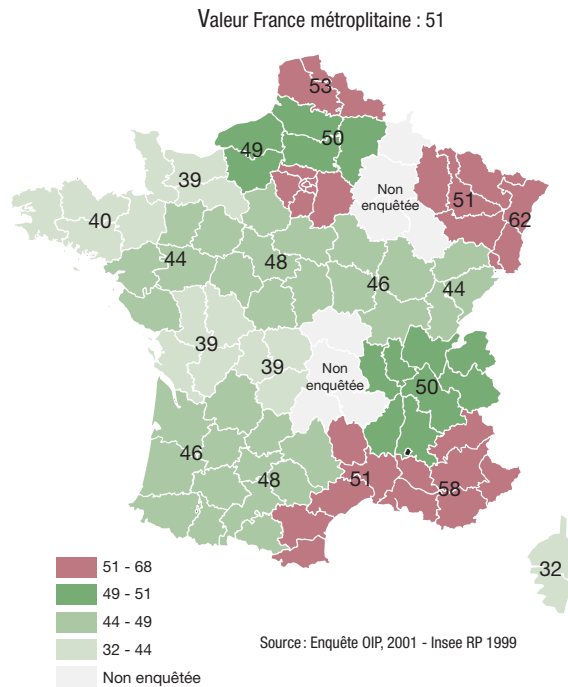 Valeur France métroplitaine : 51
53
50
49
39
Non
enquêtée
51
62
40
44
48
46
44
39
39
Non
enquêtée
50
46
48
51
58
32
51 - 68
49 - 51
44 - 49
32 - 44
Non enquêtée
Source : Enquête OIP, 2001 - Insee RP 1999